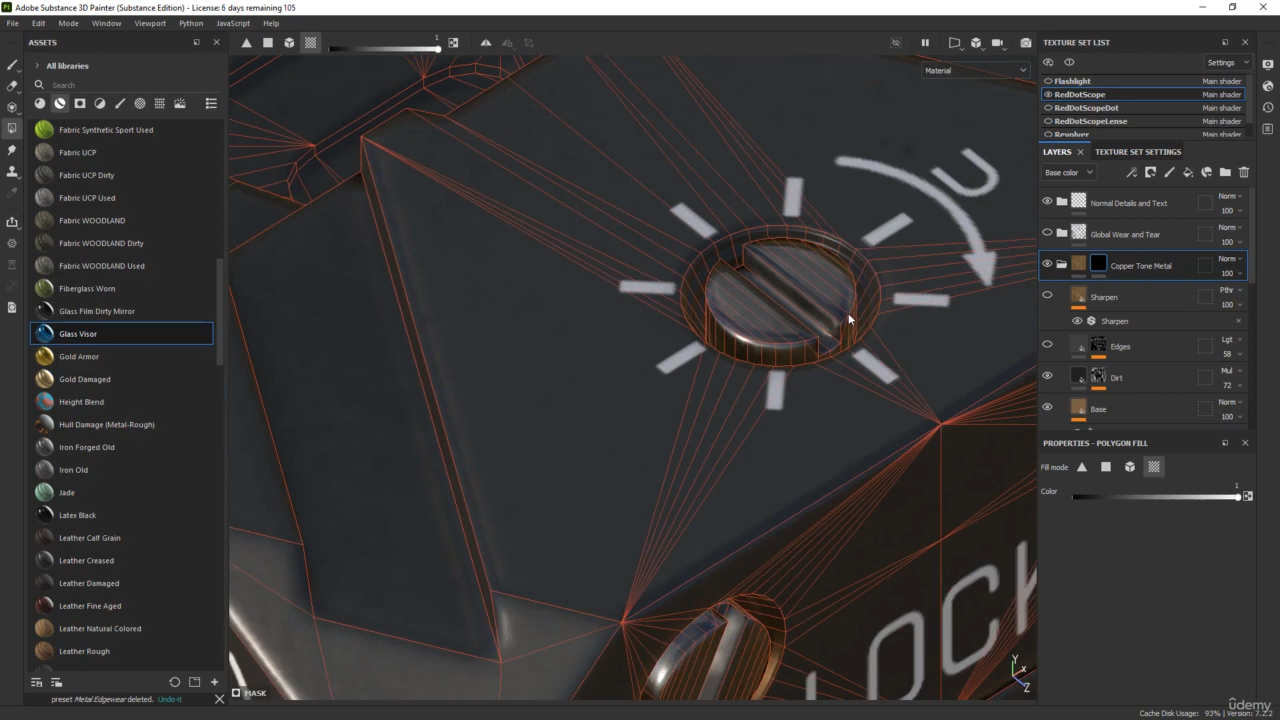 Adobe Substance 3D Painter (Substance Edition) - License: 6 days remaining 105
File Edit Mode Window Viewport Python JavaScript Help
ASSETS
All libraries
Search
Fabric Synthetic Sport Used
Fabric UCP
Fabric UCP Dirty
Fabric UCP Used
Fabric WOODLAND
Fabric WOODLAND Dirty
Fabric WOODLAND Used
Fiberglass Worn
Glass Film Dirty Mirror
Glass Visor
Gold Armor
Gold Damaged
Height Blend
Hull Damage (Metal-Rough)
Iron Forged Old
Iron Old
Jade
Latex Black
Leather Calf Grain
Leather Creased
Leather Damaged
Leather Fine Aged
Leather Natural Colored
Leather Rough
preset Metal Edgewear deleted. Undo-it
1
Material
U
LOCK
Y
X
Z
MASK
TEXTURE SET LIST
Settings
Flashlight Main shader
RedDotScope Main shader
RedDotScopeDot Main shader
RedDotScopeLense Main shader
Revolver Main shader
LAYERS TEXTURE SET SETTINGS
Base color
Normal Details and Text Norm 100
Global Wear and Tear Norm 100
Copper Tone Metal Norm 100
Sharpen Pthr 100
Sharpen
Edges Lgt 58
Dirt Mul 72
Base Norm 100
PROPERTIES - POLYGON FILL
Fill mode
Color 1
Cache Disk Usage: 93% | Version: 7.2.2
udemy